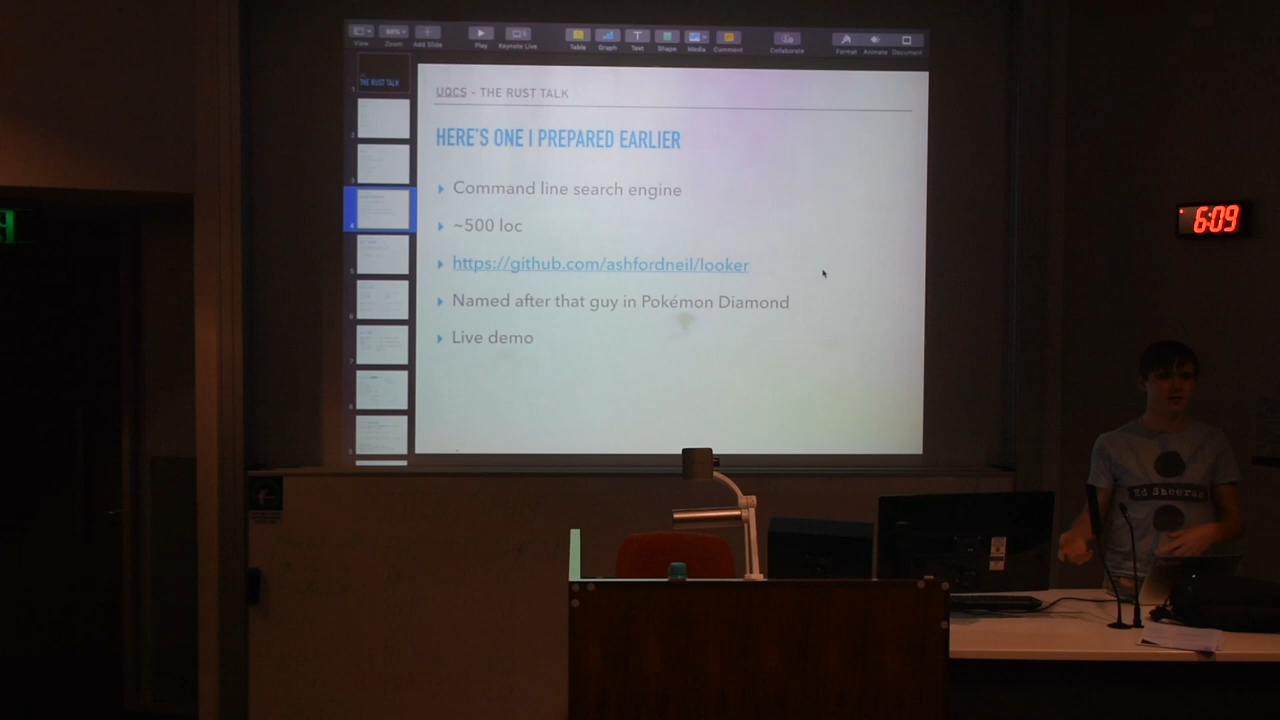 View
Zoom
Add Slide
Play
Keynote Live
Table
Graph
Text
Shape
Media
Comment
Collaborate
Format
Animate
Document
THE RUST TALK
UQCS - THE RUST TALK
HERE'S ONE I PREPARED EARLIER
Command line search engine
~500 loc
https://github.com/ashfordneil/looker
Named after that guy in Pokémon Diamond
Live demo
6:09
Ed Sheeran